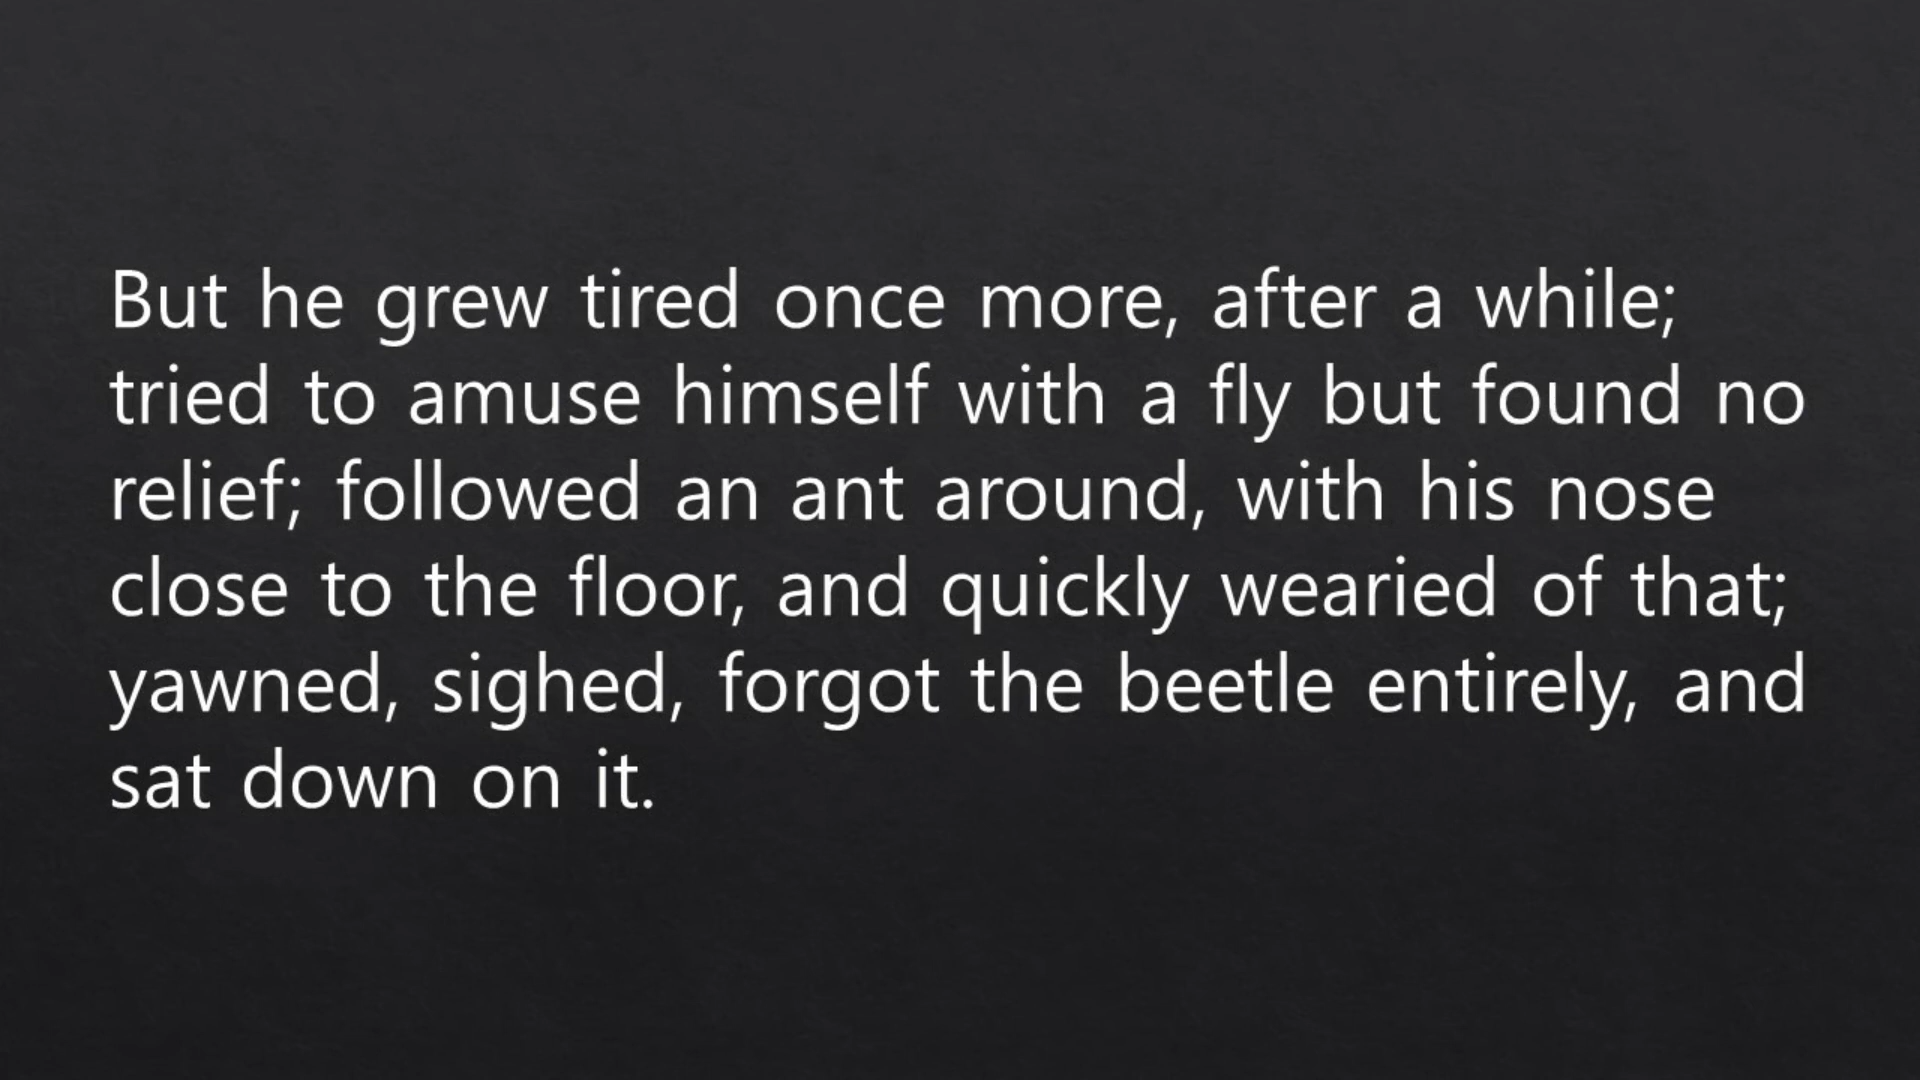 But he grew tired once more, after a while;
tried to amuse himself with a fly but found no
relief; followed an ant around, with his nose
close to the floor, and quickly wearied of that;
yawned, sighed, forgot the beetle entirely, and
sat down on it.